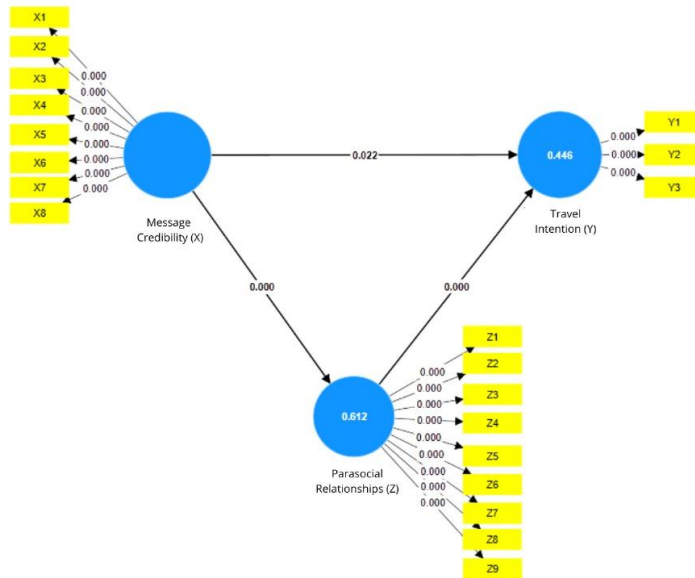 X1
X2
X3
X4
X5
X6
X7
X8
0.000
0.000
0.000
0.000
0.000
0.000
0.000
0.000
Message
Credibility (X)
0.022
0.446
Travel
Intention (Y)
0.000
0.000
0.000
Y1
Y2
Y3
0.000
0.000
0.612
Parasocial
Relationships (Z)
0.000
0.000
0.000
0.000
0.000
0.000
0.000
0.000
0.000
Z1
Z2
Z3
Z4
Z5
Z6
Z7
Z8
Z9